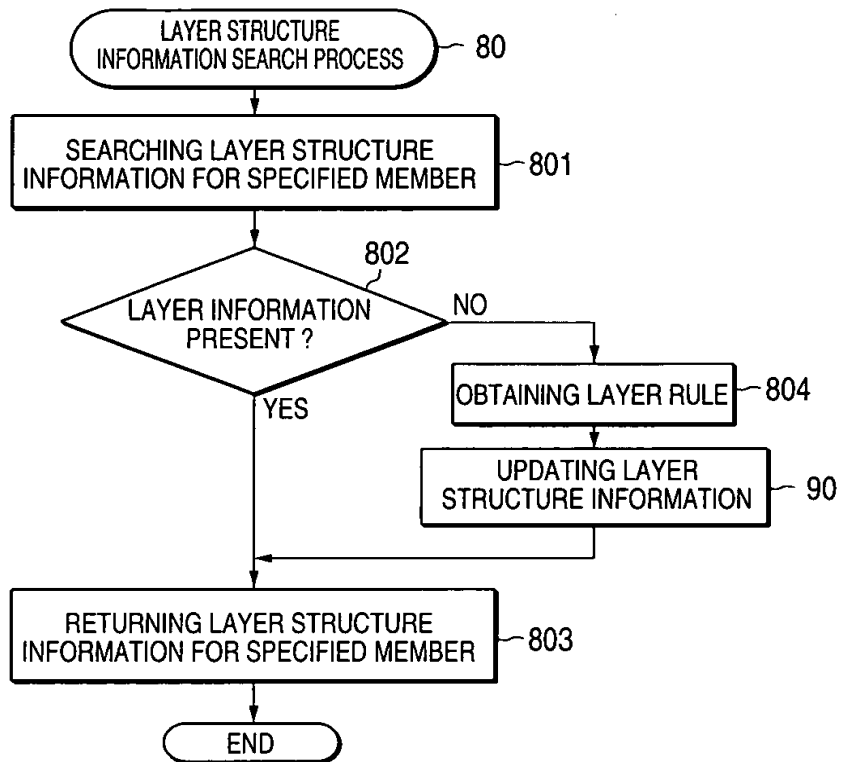 LAYER STRUCTURE
INFORMATION SEARCH PROCESS
80
SEARCHING LAYER STRUCTURE
INFORMATION FOR SPECIFIED MEMBER
801
802
LAYER INFORMATION
PRESENT ?
NO
YES
OBTAINING LAYER RULE
804
UPDATING LAYER
STRUCTURE INFORMATION
90
RETURNING LAYER STRUCTURE
INFORMATION FOR SPECIFIED MEMBER
803
END